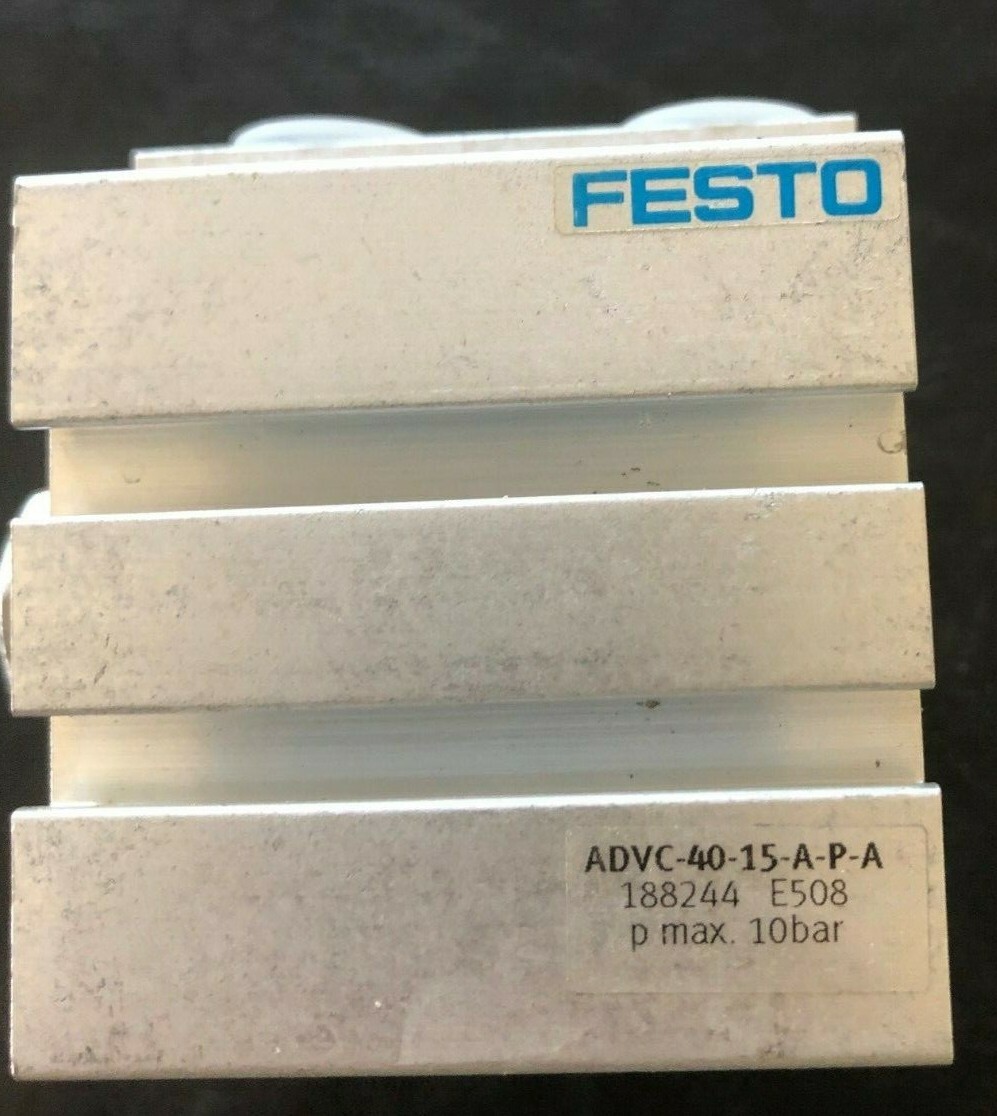 FESTO
ADVC-40-15-A-P-A
188244 E508
p max. 10bar